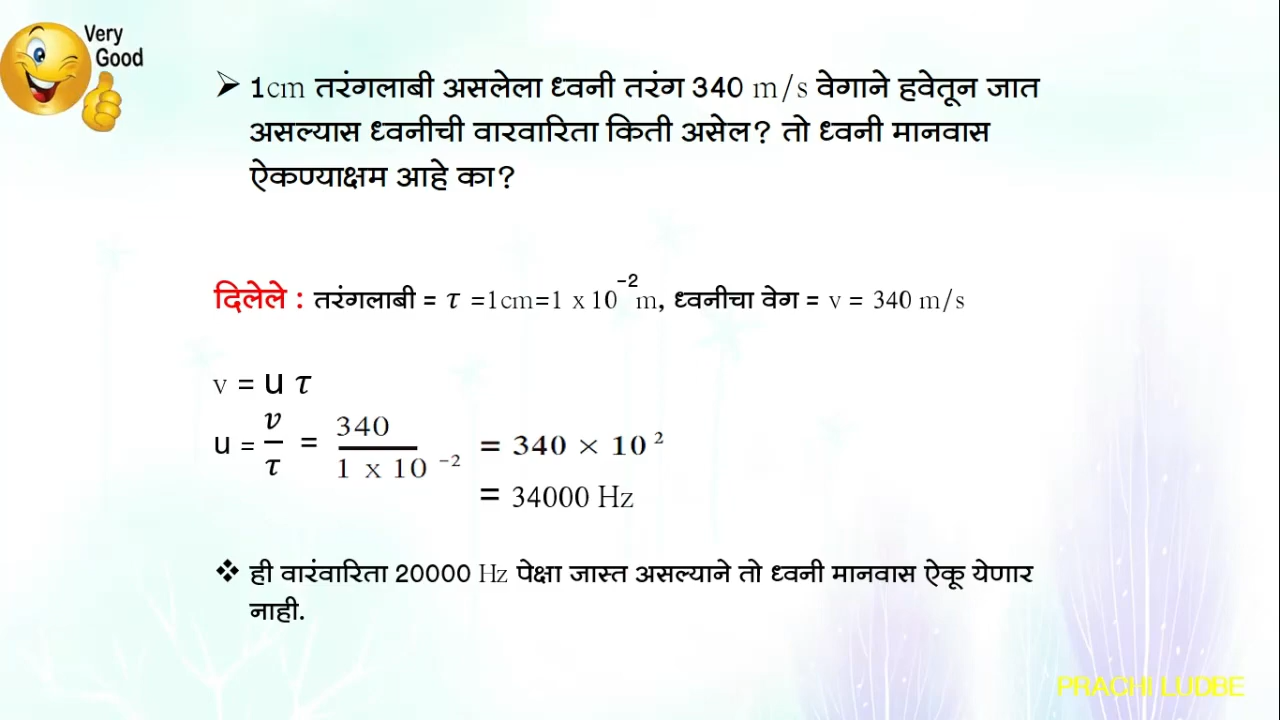 Very
Good
➢ 1cm तरंगलाबी असलेला ध्वनी तरंग 340 m/s वेगाने हवेतून जात
असल्यास ध्वनीची वारवारिता किती असेल? तो ध्वनी मानवास
ऐकण्याक्षम आहे का?
दिलेले : तरंगलाबी = τ =1cm=1 x 10⁻² m, ध्वनीचा वेग = v = 340 m/s
v = u τ
u = v/τ = 340/1 x 10⁻² = 340 × 10²
= 34000 Hz
❖ ही वारंवारिता 20000 Hz पेक्षा जास्त असल्याने तो ध्वनी मानवास ऐकू येणार
नाही.
PRACHI LUDBE